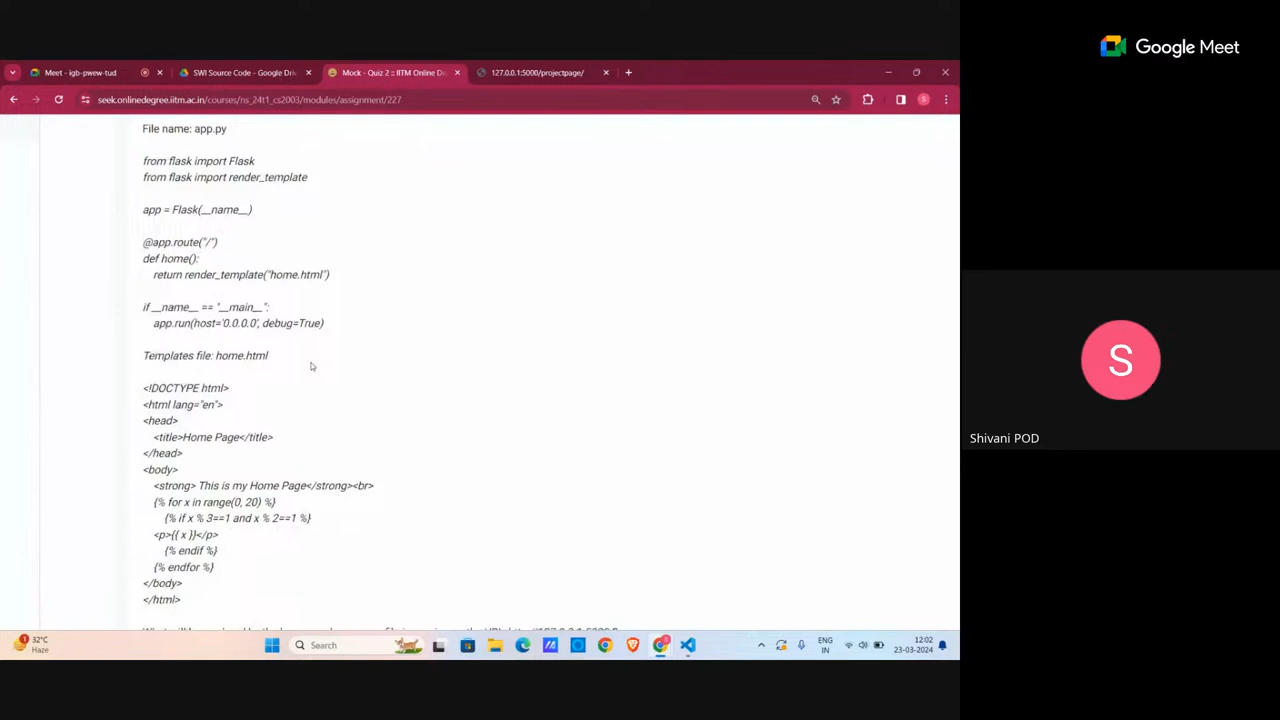 Google Meet
Meet - igb-pwew-tud
SWI Source Code - Google Driv
Mock - Quiz 2 :: IITM Online De
127.0.0.1:5000/projectpage/
seek.onlinedegree.iitm.ac.in/courses/ns_24t1_cs2003/modules/assignment/227
File name: app.py
from flask import Flask
from flask import render_template
app = Flask(__name__)
@app.route("/")
def home():
return render_template("home.html")
if __name__ == "__main__":
app.run(host='0.0.0.0', debug=True)
Templates file: home.html
<!DOCTYPE html>
<html lang="en">
<head>
<title>Home Page</title>
</head>
<body>
<strong> This is my Home Page</strong><br>
{% for x in range(0, 20) %}
{% if x % 3==1 and x % 2==1 %}
<p>{{ x }}</p>
{% endif %}
{% endfor %}
</body>
</html>
S
Shivani POD
32°C
Haze
Search
ENG
IN
12:02
23-03-2024